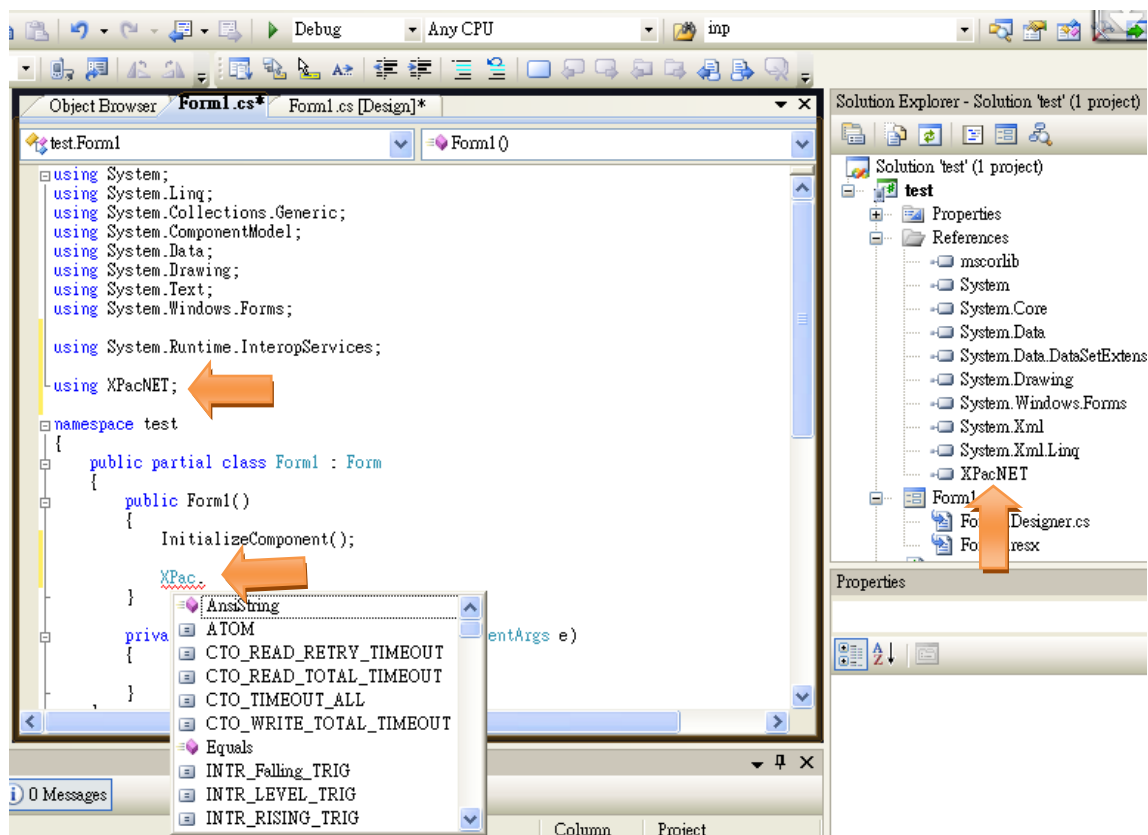 Debug Any CPU inp
Object Browser Form1.cs* Form1.cs [Design]*
test.Form1 Form1()
using System;
using System.Linq;
using System.Collections.Generic;
using System.ComponentModel;
using System.Data;
using System.Drawing;
using System.Text;
using System.Windows.Forms;
using System.Runtime.InteropServices;
using XPacNET;
namespace test
{
public partial class Form1 : Form
{
public Form1()
{
InitializeComponent();
XPac.
}
priva entArgs e)
{
}
AnsiString
ATOM
CTO_READ_RETRY_TIMEOUT
CTO_READ_TOTAL_TIMEOUT
CTO_TIMEOUT_ALL
CTO_WRITE_TOTAL_TIMEOUT
Equals
INTR_Falling_TRIG
INTR_LEVEL_TRIG
INTR_RISING_TRIG
0 Messages
Column Project
Solution Explorer - Solution 'test' (1 project)
Solution 'test' (1 project)
test
Properties
References
mscorlib
System
System.Core
System.Data
System.Data.DataSetExtens
System.Drawing
System.Windows.Forms
System.Xml
System.Xml.Linq
XPacNET
Form1
Fo Designer.cs
Fo resx
Properties